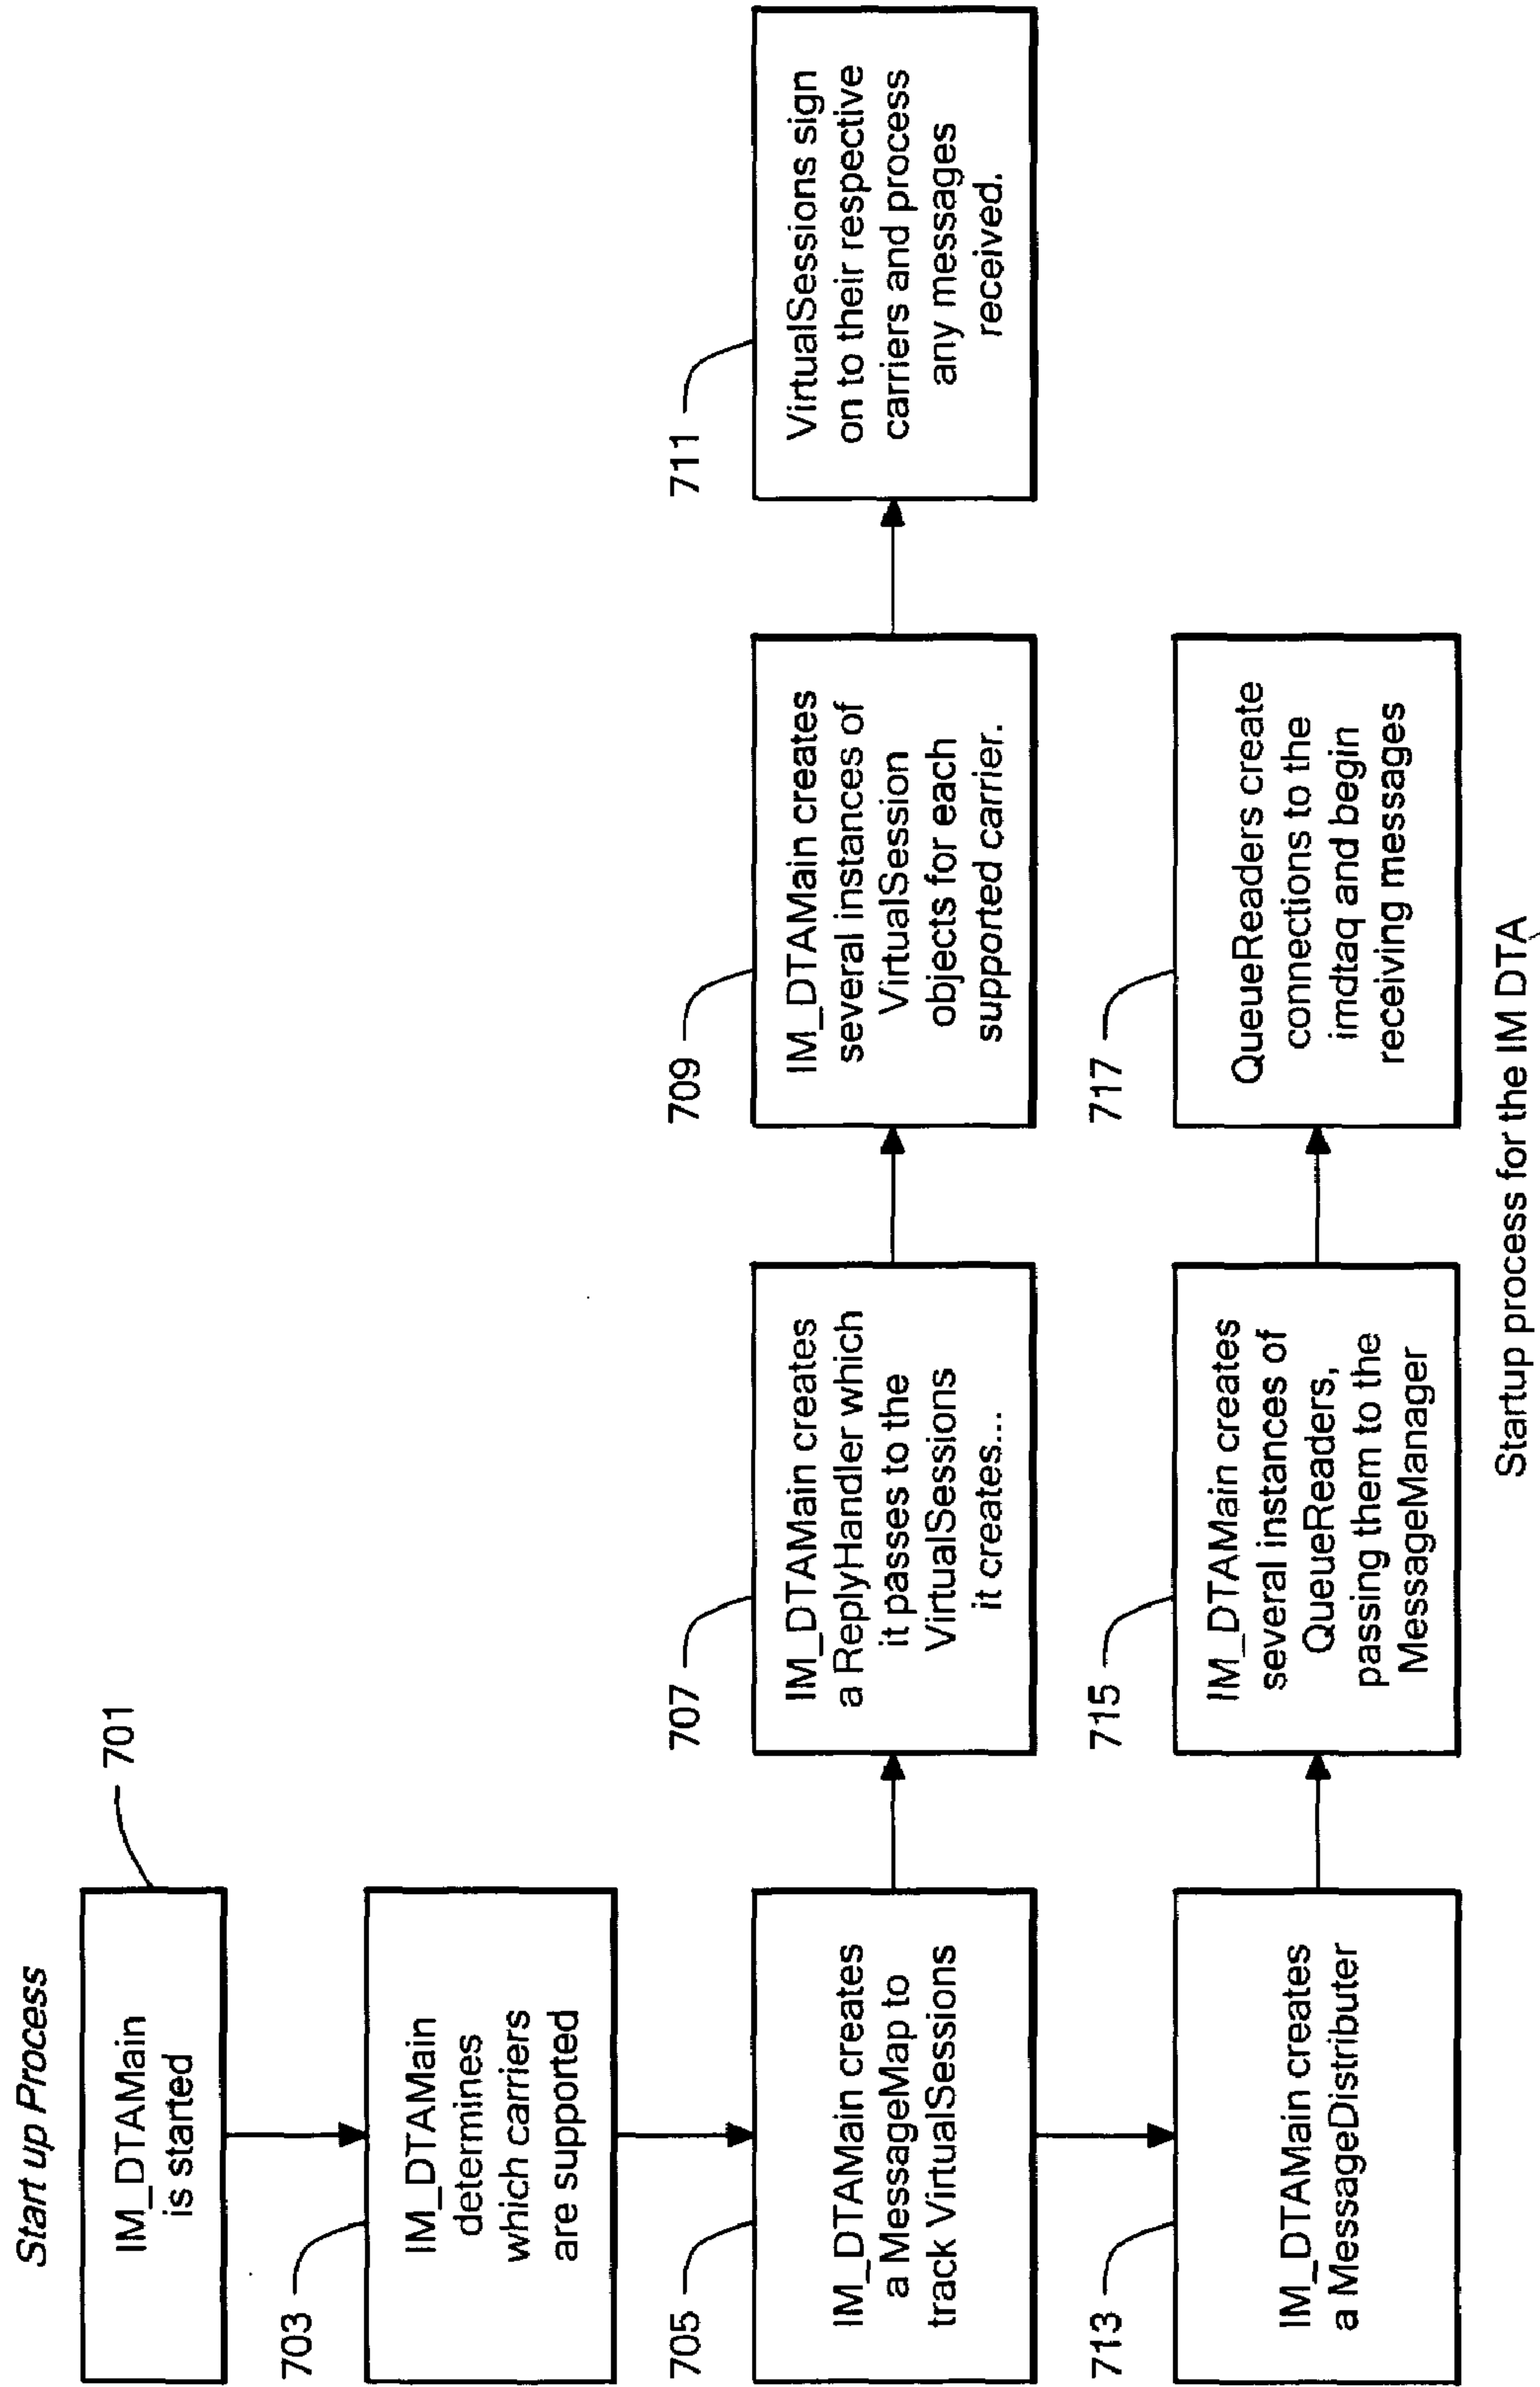 Start up Process
IM_DTAMain
is started
701
703
IM_DTAMain
determines
which carriers
are supported
705
IM_DTAMain creates
a MessageMap to
track VirtualSessions
707
IM_DTAMain creates
a ReplyHandler which
it passes to the
VirtualSessions
it creates...
709
IM_DTAMain creates
several instances of
VirtualSession
objects for each
supported carrier.
711
VirtualSessions sign
on to their respective
carriers and process
any messages
received.
713
IM_DTAMain creates
a MessageDistributer
715
IM_DTAMain creates
several instances of
QueueReaders,
passing them to the
MessageManager
717
QueueReaders create
connections to the
imdtaq and begin
receiving messages
Startup process for the IM DTA